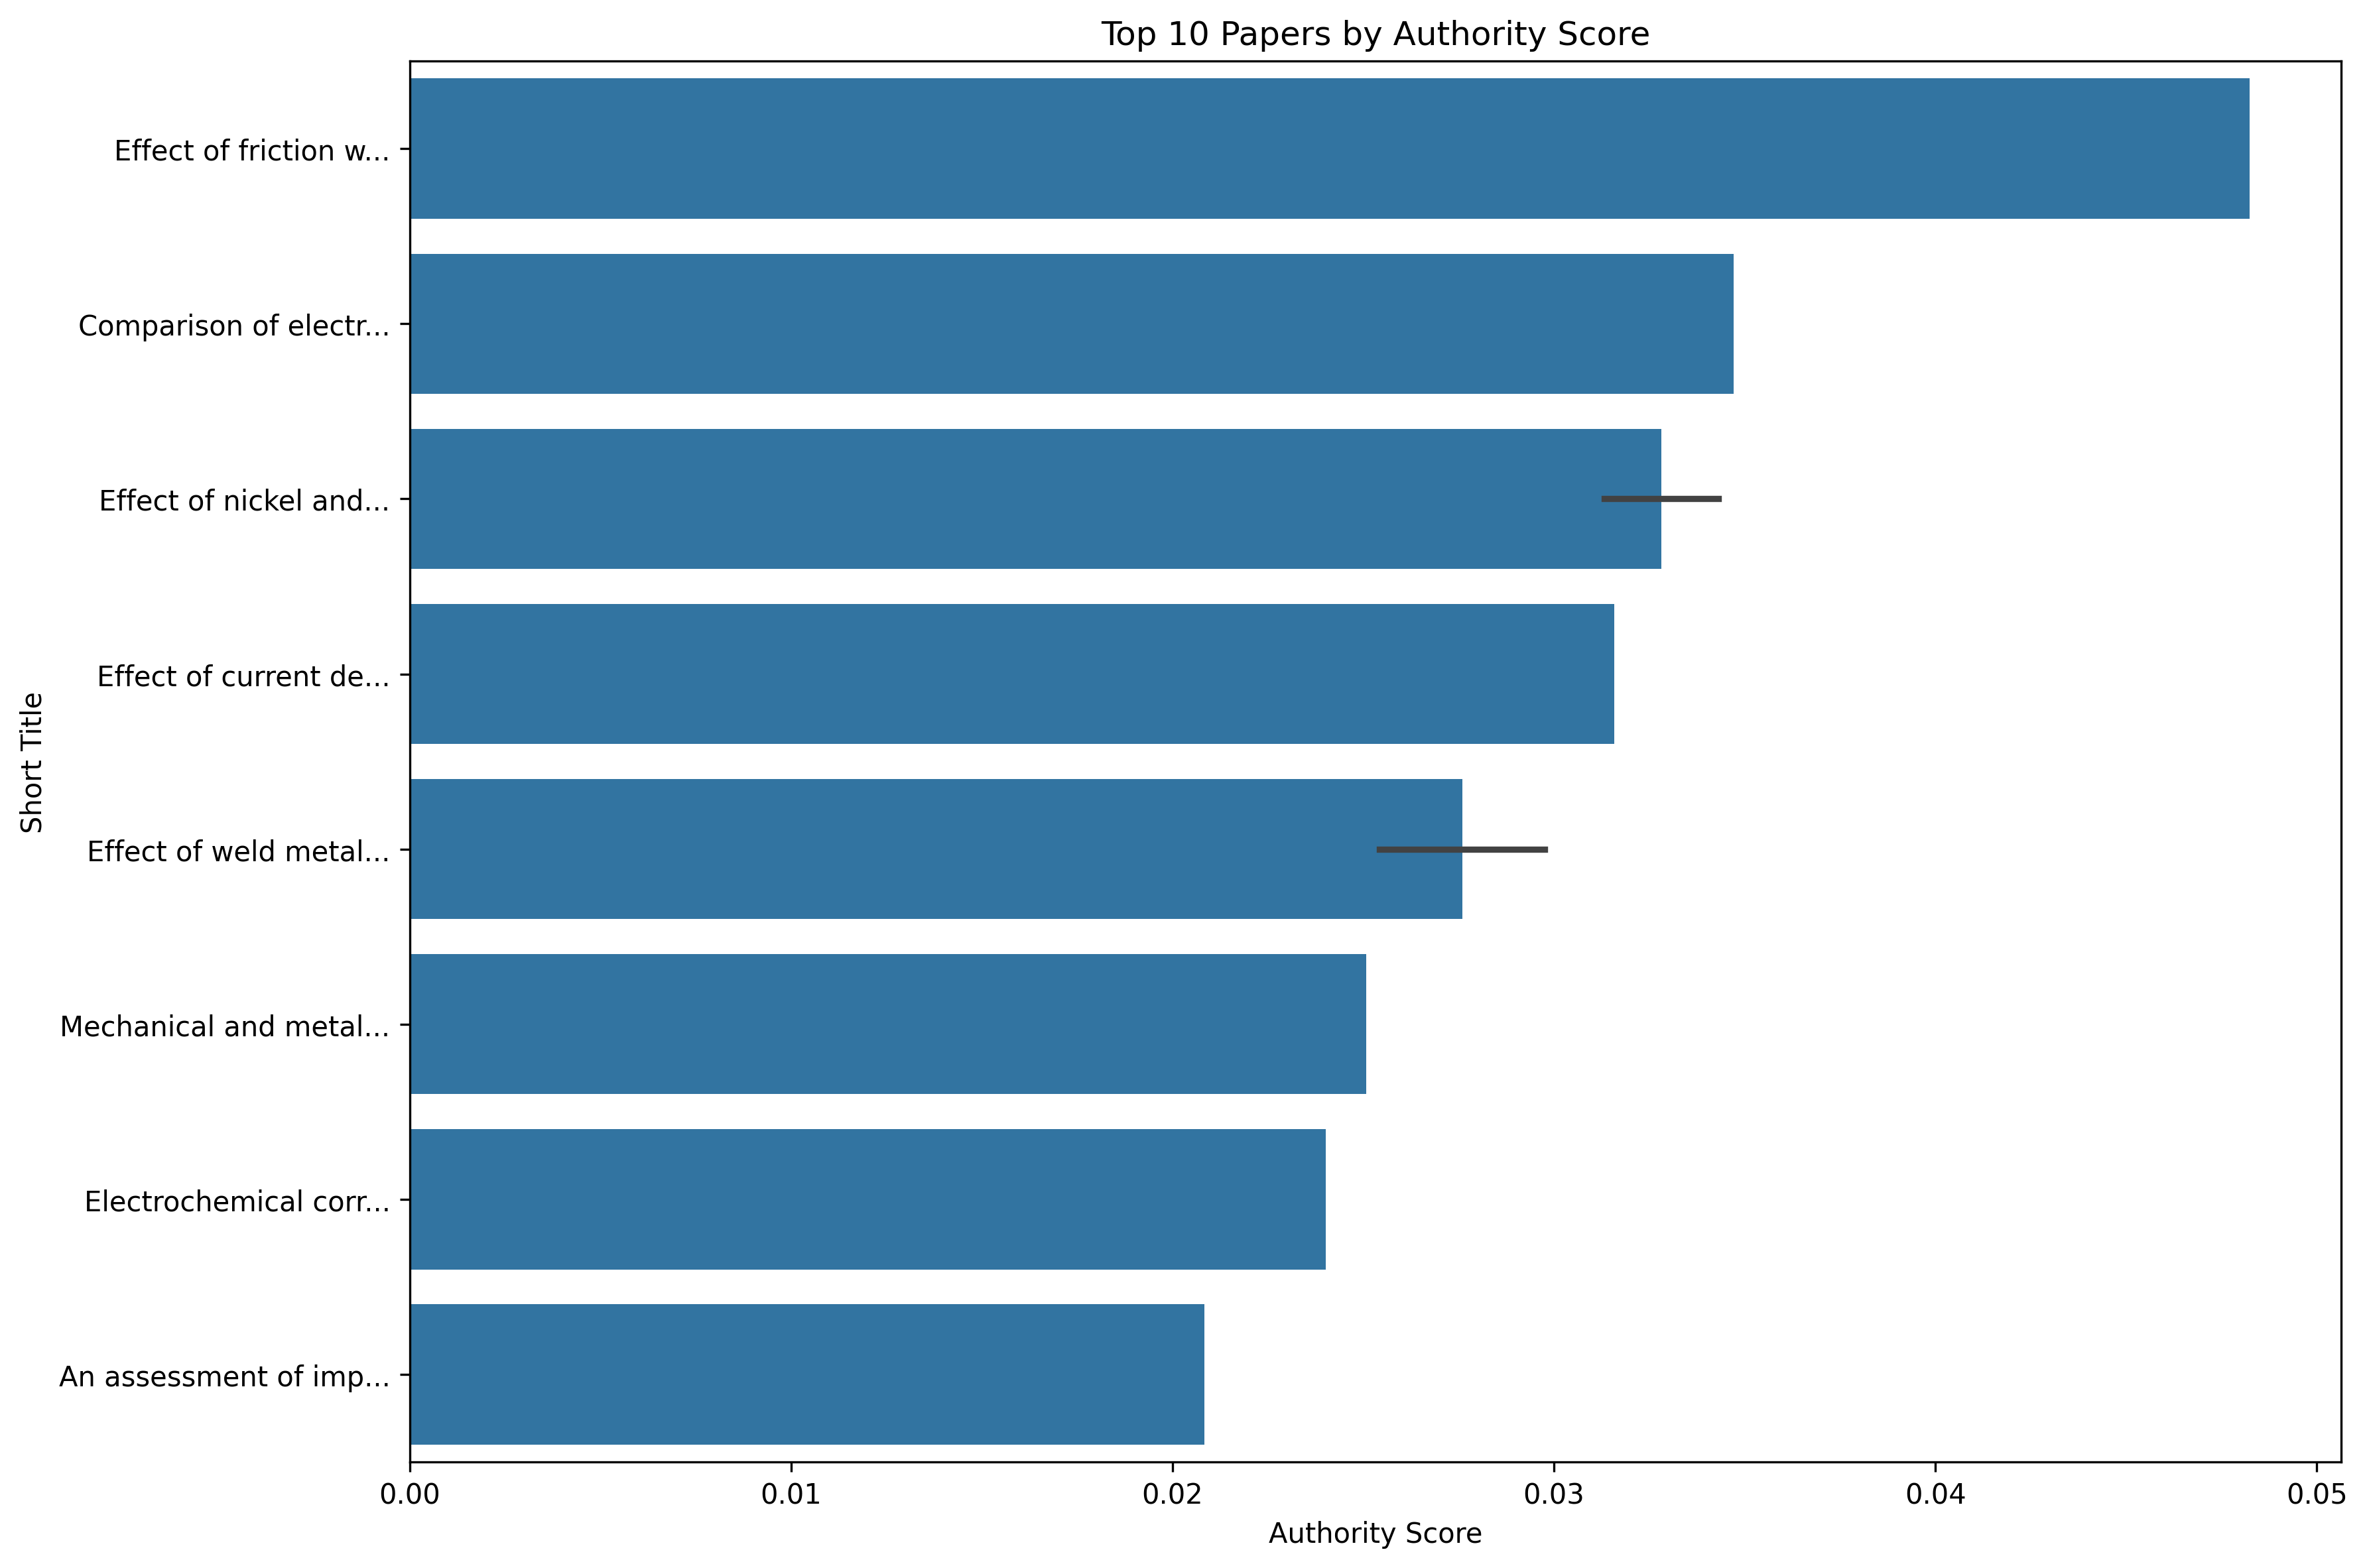 Top 10 Papers by Authority Score
Effect of friction w...
Comparison of electr...
Effect of nickel and...
Effect of current de...
Effect of weld metal...
Mechanical and metal...
Electrochemical corr...
An assessment of imp...
Short Title
0.00 0.01 0.02 0.03 0.04 0.05
Authority Score